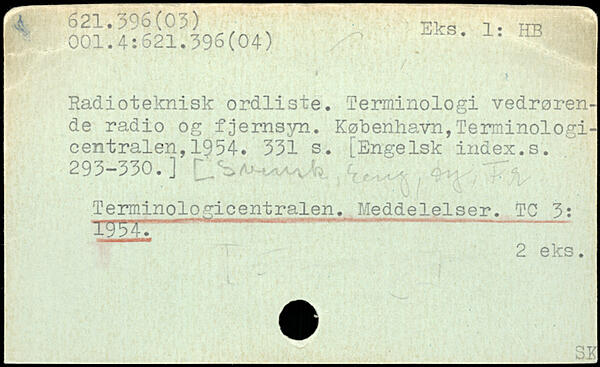 621.396(03)
001.4:621.396(04)
Eks. 1: HB
Radioteknisk ordliste. Terminologi vedrøren-
de radio og fjernsyn. København,Terminologi-
centralen,1954. 331 s. [Engelsk index.s.
293-330.] [Svensk, Eng, Ty, Fr
Terminologicentralen. Meddelelser. TC 3:
1954.
2 eks.
SK